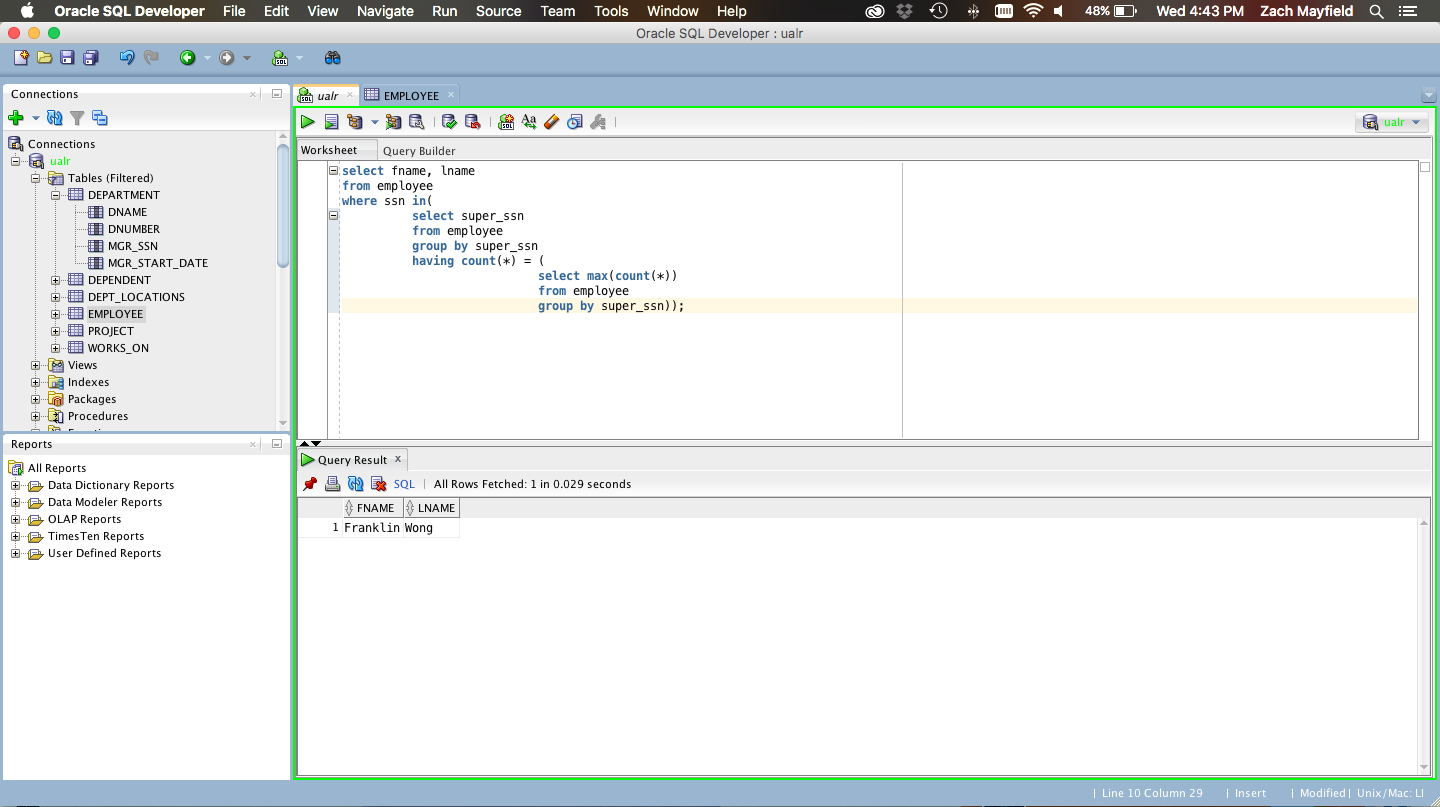 Oracle SQL Developer File Edit View Navigate Run Source Team Tools Window Help 48% Wed 4:43 PM Zach Mayfield
Oracle SQL Developer : ualr
Connections
Connections
ualr
Tables (Filtered)
DEPARTMENT
DNAME
DNUMBER
MGR_SSN
MGR_START_DATE
DEPENDENT
DEPT_LOCATIONS
EMPLOYEE
PROJECT
WORKS_ON
Views
Indexes
Packages
Procedures
Reports
All Reports
Data Dictionary Reports
Data Modeler Reports
OLAP Reports
TimesTen Reports
User Defined Reports
ualr EMPLOYEE
Aa
ualr
Worksheet Query Builder
select fname, lname
from employee
where ssn in(
select super_ssn
from employee
group by super_ssn
having count(*) = (
select max(count(*))
from employee
group by super_ssn));
Query Result x
SQL | All Rows Fetched: 1 in 0.029 seconds
FNAME LNAME
1 Franklin Wong
| Line 10 Column 29 | Insert | Modified | Unix/Mac: LI